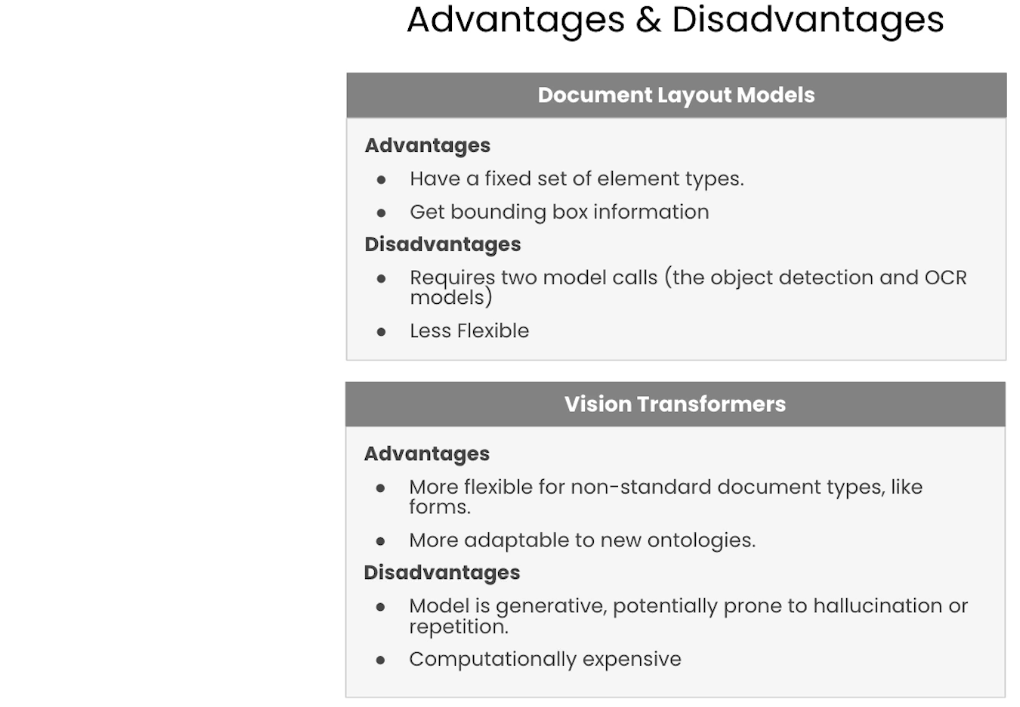 Advantages & Disadvantages
Document Layout Models
Advantages
● Have a fixed set of element types.
● Get bounding box information
Disadvantages
● Requires two model calls (the object detection and OCR
models)
● Less Flexible
Vision Transformers
Advantages
● More flexible for non-standard document types, like
forms.
● More adaptable to new ontologies.
Disadvantages
● Model is generative, potentially prone to hallucination or
repetition.
● Computationally expensive